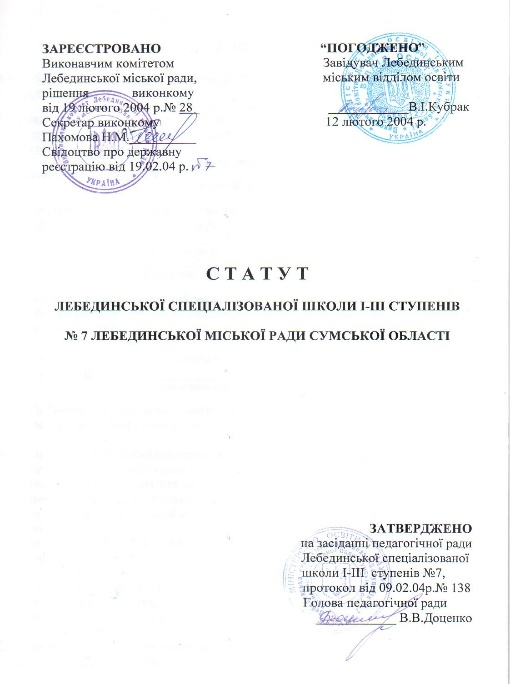 ЗАРЕЄСТРОВАНО
Виконавчим комітетом
Лебединської міської ради,
рішення виконкому
від 19 лютого 2004 р.№ 28
Секретар виконкому
Пахомова Н.М.
Свілоцтво про державну
реєстрацію від 19.02.04 р. №7
“ПОГОДЖЕНО”
Завідувач Лебединським
міським відділом освіти
В.І.Кубрак
12 лютого 2004 р.
УКРАЇНА
УКРАЇНА
С Т А Т У Т
ЛЕБЕДИНСЬКОЇ СПЕЦІАЛІЗОВАНОЇ ШКОЛИ І-ІІІ СТУПЕНІВ
№ 7 ЛЕБЕДИНСЬКОЇ МІСЬКОЇ РАДИ СУМСЬКОЇ ОБЛАСТІ
ЗАТВЕРДЖЕНО
на засіданні педагогічної ради
Лебединської спеціалізованої
школи І-ІІІ ступенів №7,
протокол від 09.02.04р.№ 138
Голова педагогічної ради
В.В.Доценко